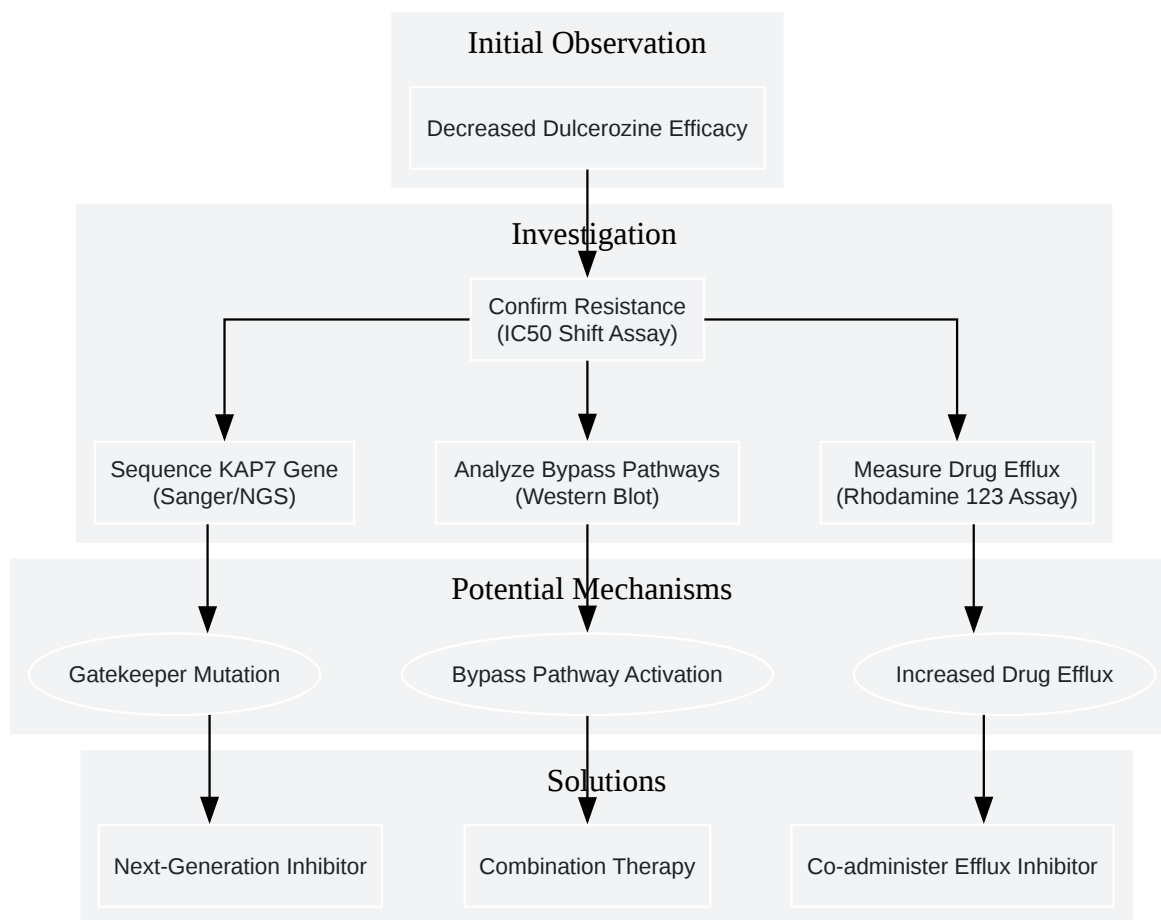 Initial Observation
Decreased Dulcerozine Efficacy
Investigation
Confirm Resistance
(IC50 Shift Assay)
Sequence KAP7 Gene
(Sanger/NGS)
Analyze Bypass Pathways
(Western Blot)
Measure Drug Efflux
(Rhodamine 123 Assay)
Potential Mechanisms
Gatekeeper Mutation
Bypass Pathway Activation
Increased Drug Efflux
Solutions
Next-Generation Inhibitor
Combination Therapy
Co-administer Efflux Inhibitor